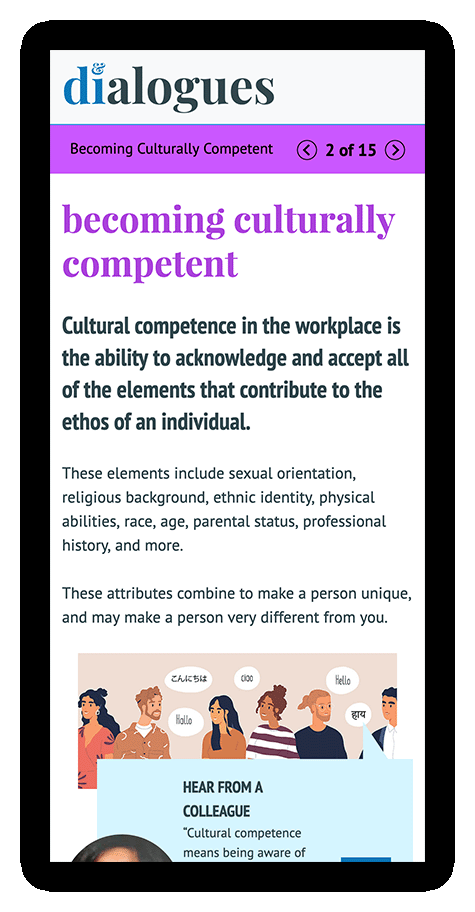 di&alogues
Becoming Culturally Competent
2 of 15
becoming culturally
competent
Cultural competence in the workplace is
the ability to acknowledge and accept all
of the elements that contribute to the
ethos of an individual.
These elements include sexual orientation,
religious background, ethnic identity, physical
abilities, race, age, parental status, professional
history, and more.
These attributes combine to make a person unique,
and may make a person very different from you.
こんにちは
ciao
Hello
Hallo
हाय
HEAR FROM A
COLLEAGUE
“Cultural competence
means being aware of